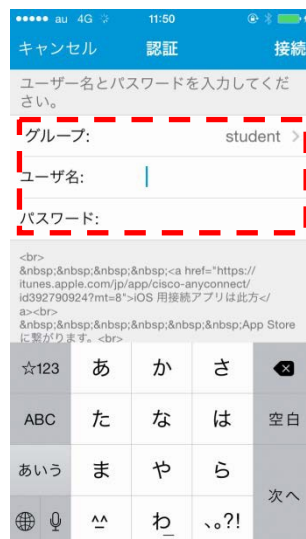 au 4G 11:50
キャンセル 認証 接続
ユーザー名とパスワードを入力してくだ
さい。
グループ: student >
ユーザ名:
パスワード:
<br>
&nbsp;&nbsp;&nbsp;&nbsp;<a href="https://
itunes.apple.com/jp/app/cisco-anyconnect/
id392790924?mt=8">iOS 用接続アプリは此方</
a><br>
&nbsp;&nbsp;&nbsp;&nbsp;&nbsp;App Store
に繋がります。<br>
☆123 あ か さ
ABC た な は 空白
あいう ま や ら
^^ わ 、。?! 次へ